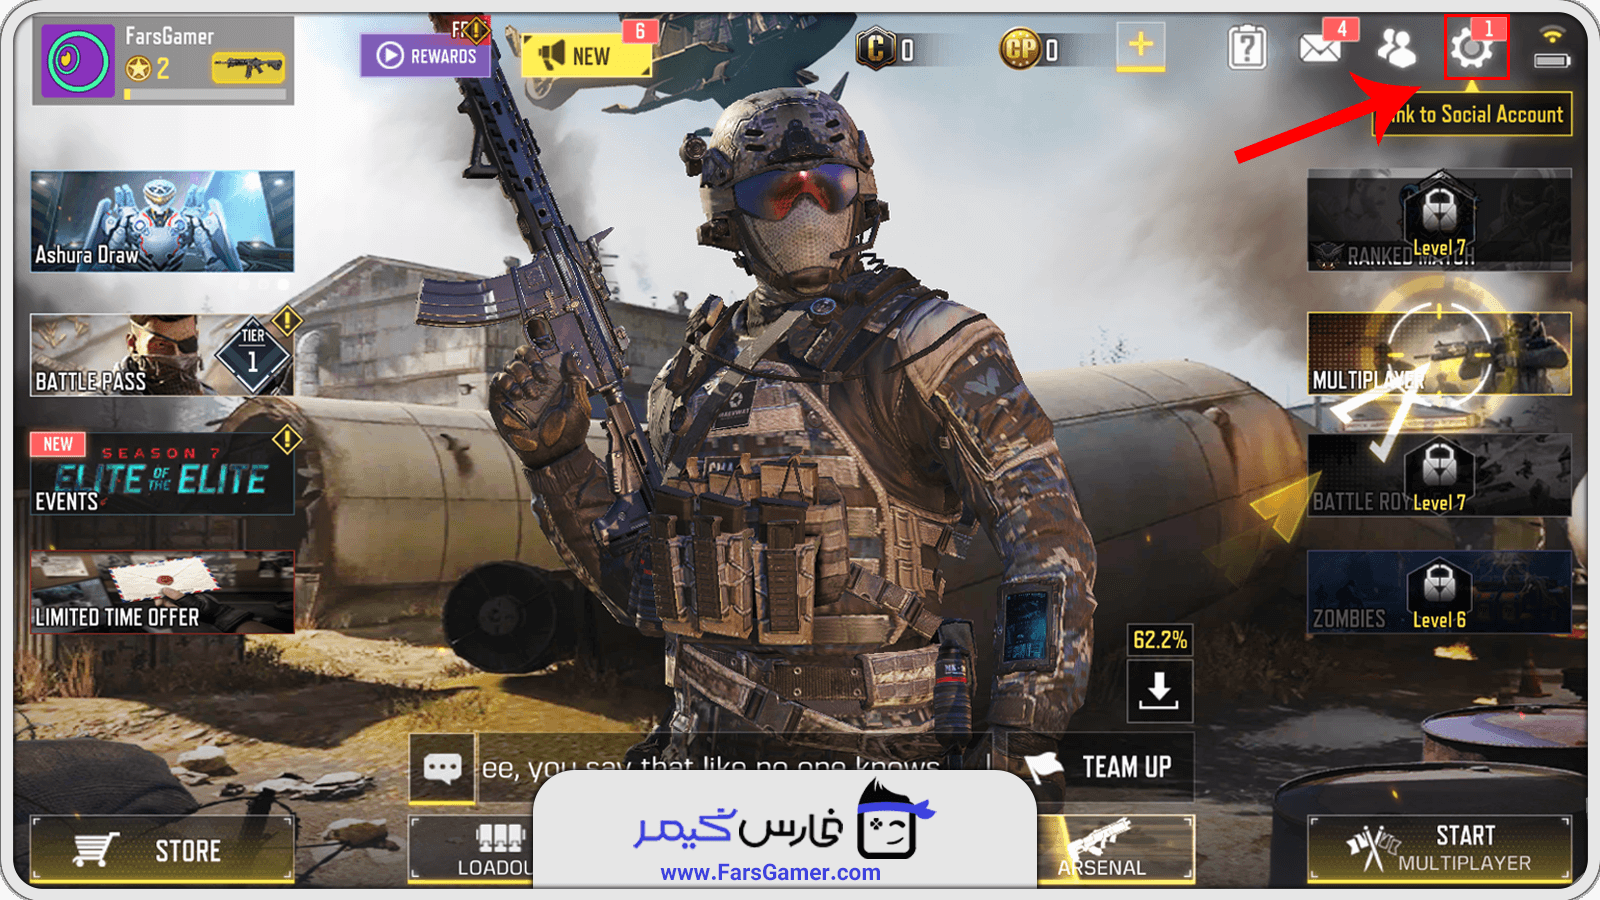 FarsGamer
2
REWARDS
NEW
6
0
CP
0
4
1
nk to Social Account
Ashura Draw
BATTLE PASS
TIER
1
NEW
SEASON 7
ELITE OF THE ELITE
EVENTS
LIMITED TIME OFFER
RANKED MATCH
Level 7
MULTIPLAYER
BATTLE ROY
Level 7
ZOMBIES
Level 6
62.2%
ee, you say that like no one knows
TEAM UP
STORE
LOADOU
ARSENAL
START
MULTIPLAYER
فارس گیمر
www.FarsGamer.com